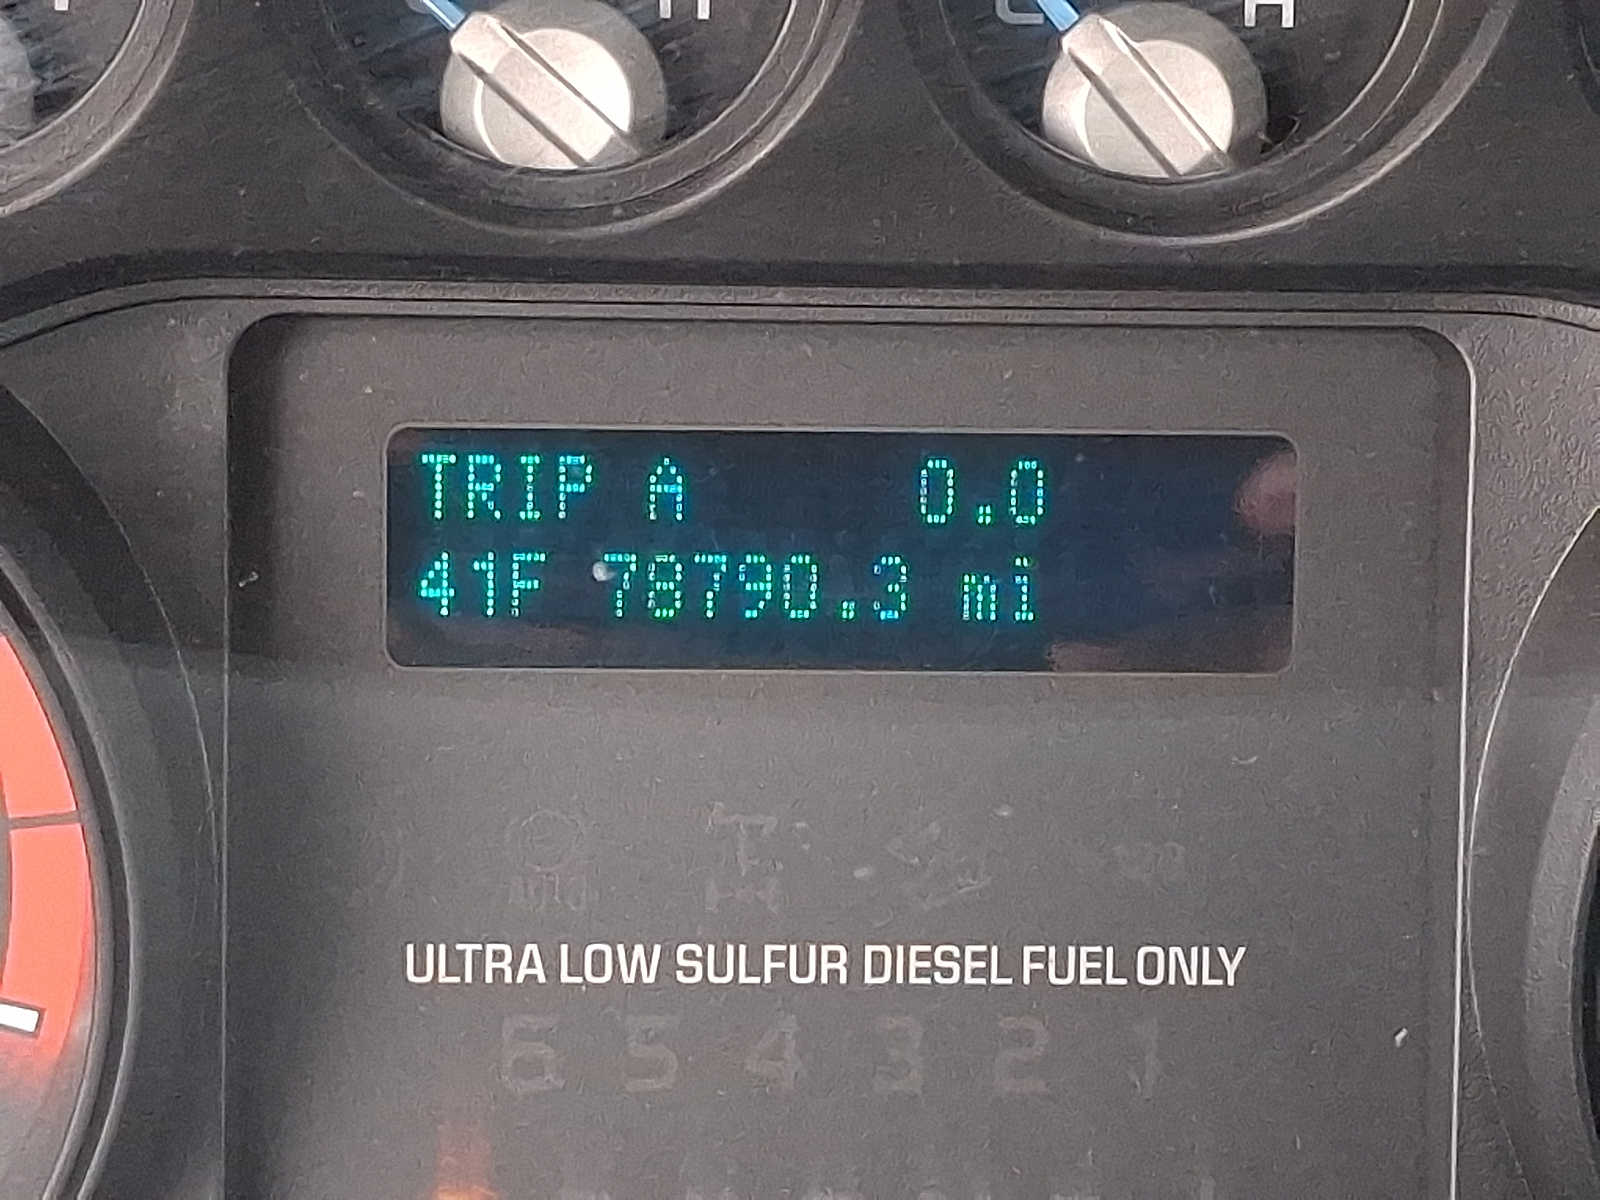 C H
TRIP A 0.0
41F 78790.3 mi
ULTRA LOW SULFUR DIESEL FUEL ONLY
6 5 4 3 2 1